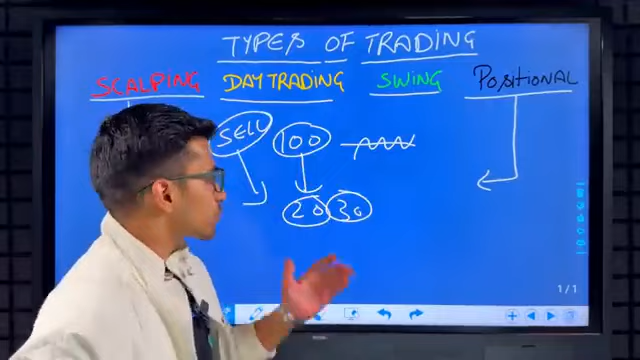 TYPES OF TRADING
SCALPING DAY TRADING SWING POSITIONAL
SELL 100
20 30
1/1